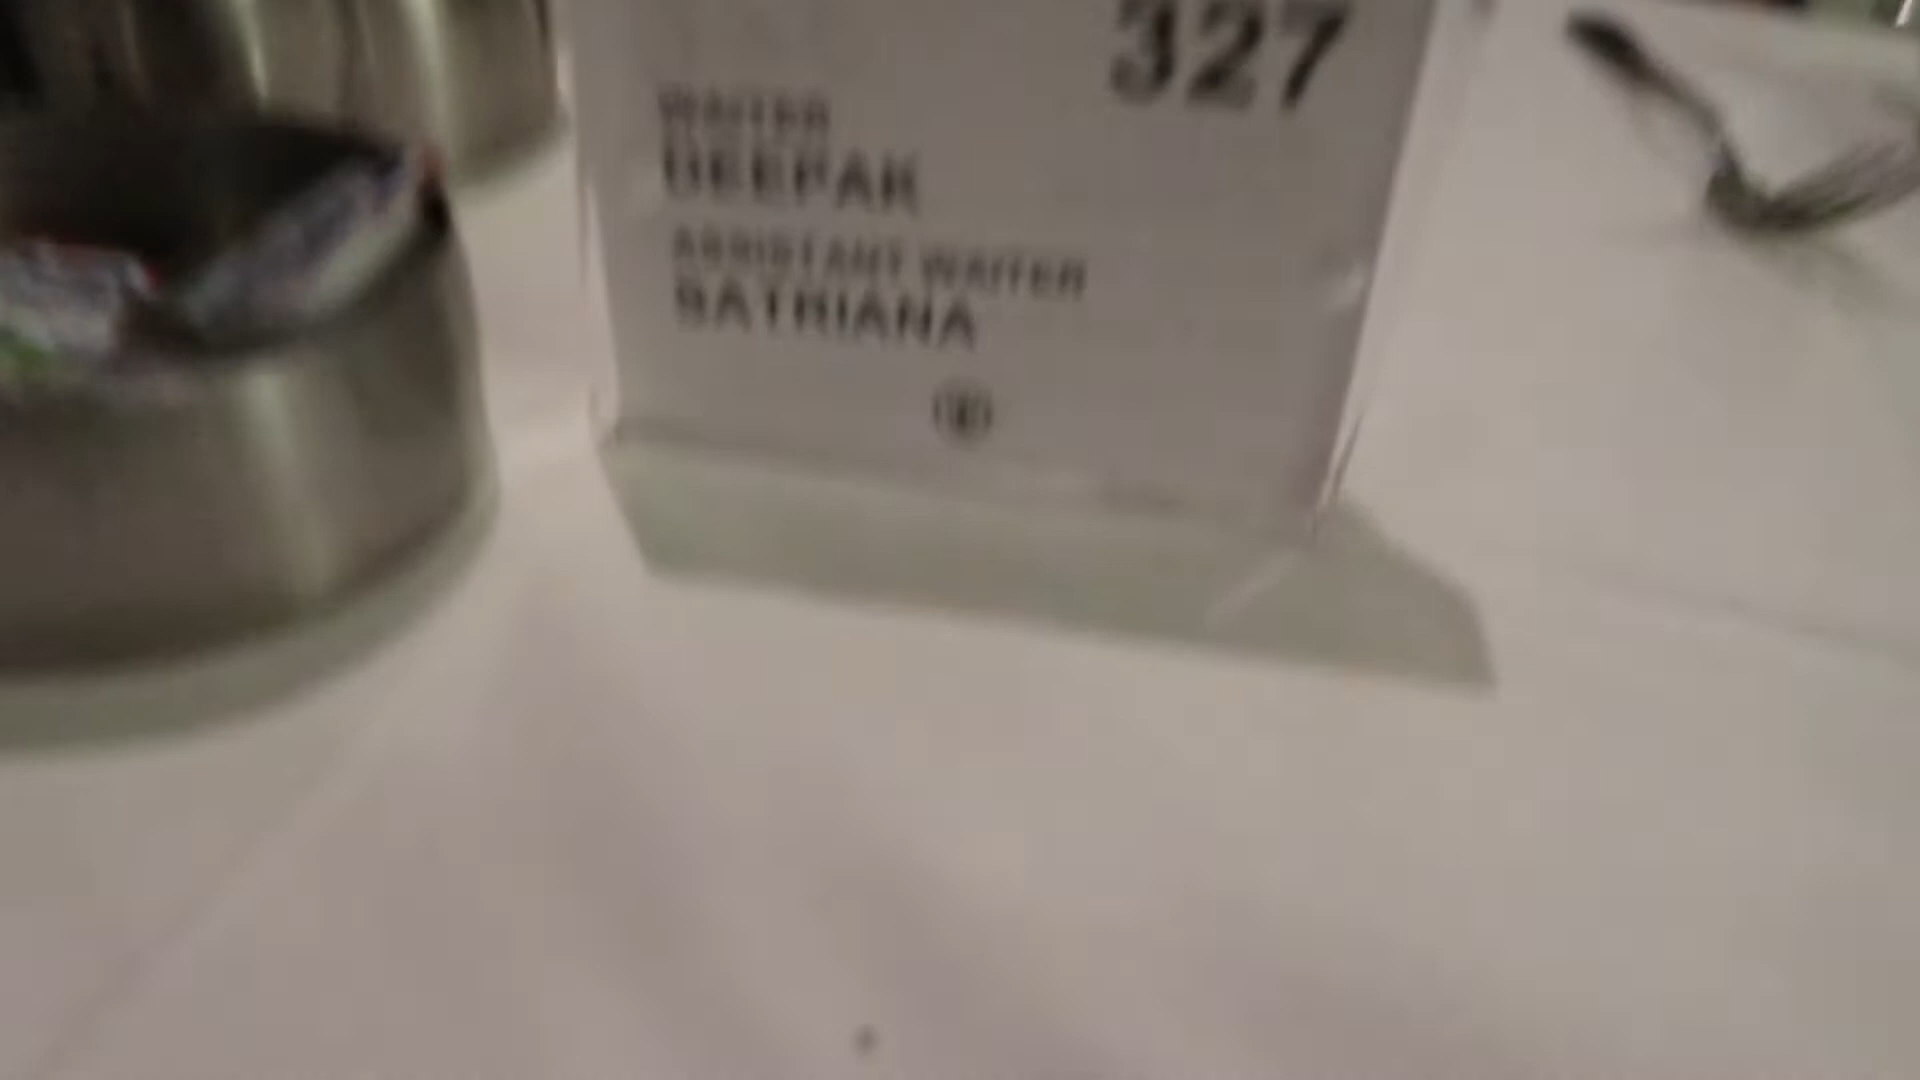 327
WAITER
DEEPAK
ASSISTANT WAITER
SATRIANA